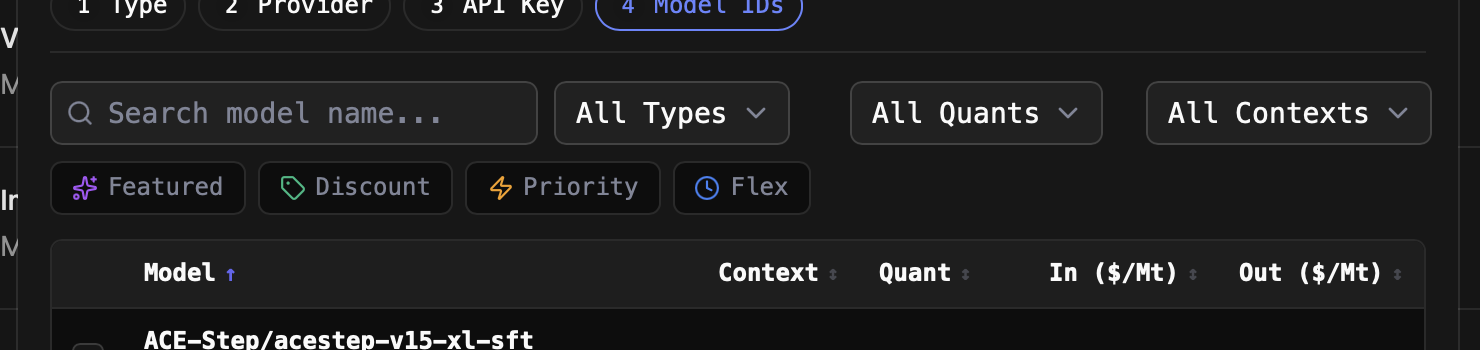 1 Type 2 Provider 3 API Key 4 Model IDs
Search model name... All Types All Quants All Contexts
Featured Discount Priority Flex
Model ↑ Context Quant In ($/Mt) Out ($/Mt)
ACE-Step/acestep-v15-xl-sft